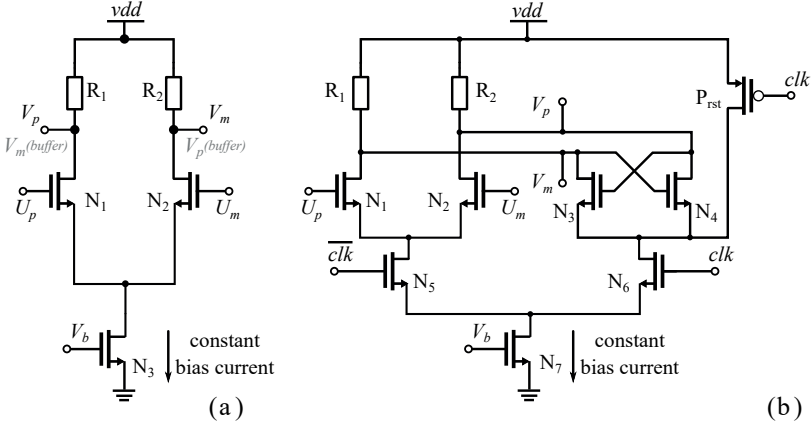 vdd
R1
R2
Vp
Vm
Vm(buffer)
Vp(buffer)
Up
N1
N2
Um
Vb
N3
constant
bias current
(a)
vdd
R1
R2
Vp
Prst
clk
Vm
Up
N1
N2
Um
N3
N4
clk
N5
N6
clk
Vb
N7
constant
bias current
(b)